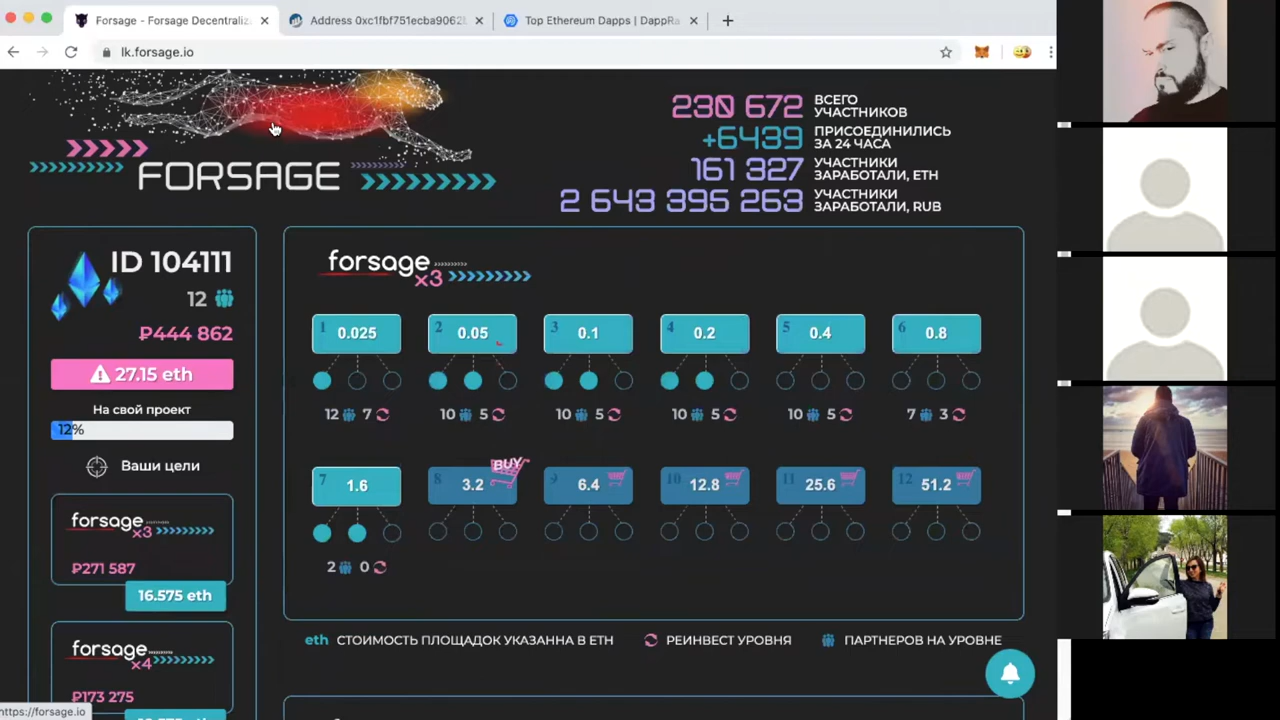 Forsage - Forsage Decentraliz
Address 0xc1fbf751ecba9062
Top Ethereum Dapps | DappRa
lk.forsage.io
FORSAGE
230 672 ВСЕГО УЧАСТНИКОВ
+6439 ПРИСОЕДИНИЛИСЬ ЗА 24 ЧАСА
161 327 УЧАСТНИКИ ЗАРАБОТАЛИ, ETH
2 643 395 263 УЧАСТНИКИ ЗАРАБОТАЛИ, RUB
ID 104111
12
₽444 862
27.15 eth
На свой проект
12%
Ваши цели
forsage x3
₽271 587
16.575 eth
forsage x4
₽173 275
forsage x3
1 0.025
2 0.05
3 0.1
4 0.2
5 0.4
6 0.8
12 7
10 5
10 5
10 5
10 5
7 3
7 1.6
8 3.2 BUY
9 6.4
10 12.8
11 25.6
12 51.2
2 0
eth СТОИМОСТЬ ПЛОЩАДОК УКАЗАННА В ETH
РЕИНВЕСТ УРОВНЯ
ПАРТНЕРОВ НА УРОВНЕ
https://forsage.io